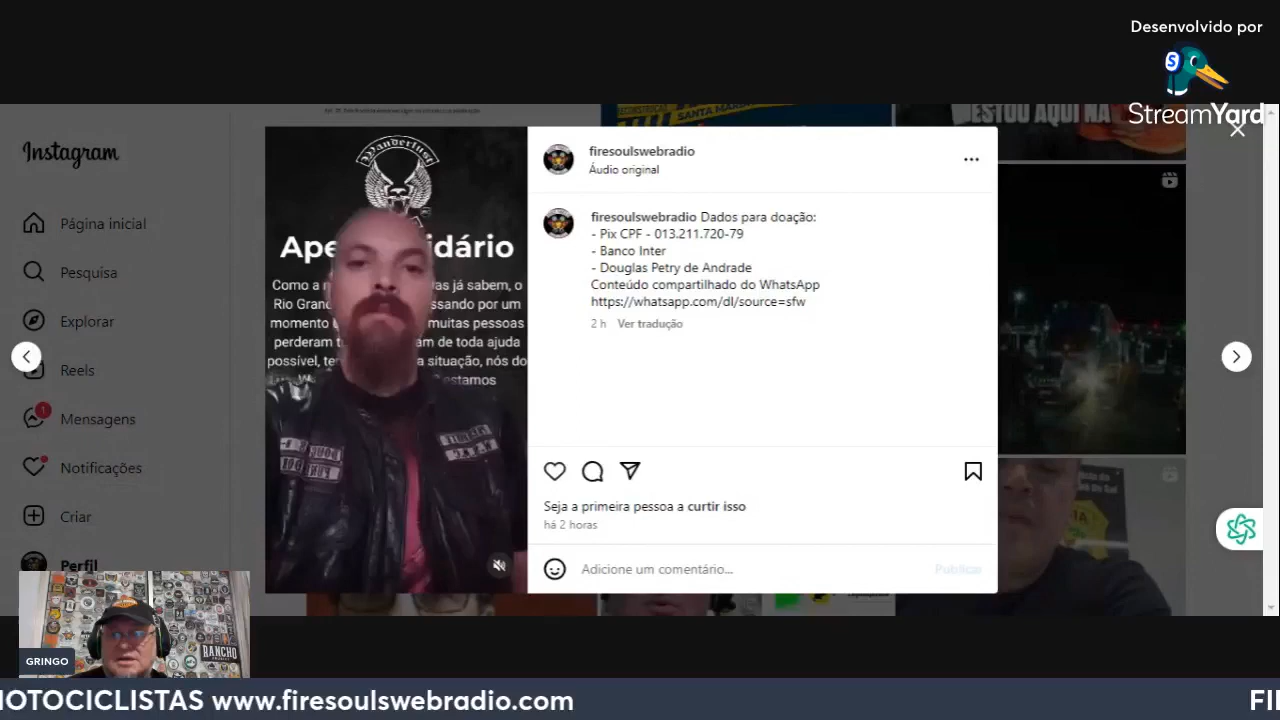 Desenvolvido por
StreamYard
SANTA MARIA
ESTOU AQUI NA
Instagram
Página inicial
Pesquisa
Explorar
Reels
1
Mensagens
Notificações
Criar
Perfil
Wanderlust
Ape
idário
Como a
as já sabem, o
Rio Grand
ssando por um
momento
muitas pessoas
perderam t
am de toda ajuda
possível, te
a situação, nós do
estamos
firesoulswebradio
Áudio original
firesoulswebradio Dados para doação:
- Pix CPF - 013.211.720-79
- Banco Inter
- Douglas Petry de Andrade
Conteúdo compartilhado do WhatsApp
https://whatsapp.com/dl/source=sfw
2 h Ver tradução
Seja a primeira pessoa a curtir isso
há 2 horas
Adicione um comentário...
Publicar
GRINGO
RANCHO
MOTOCICLISTAS www.firesoulswebradio.com
FI